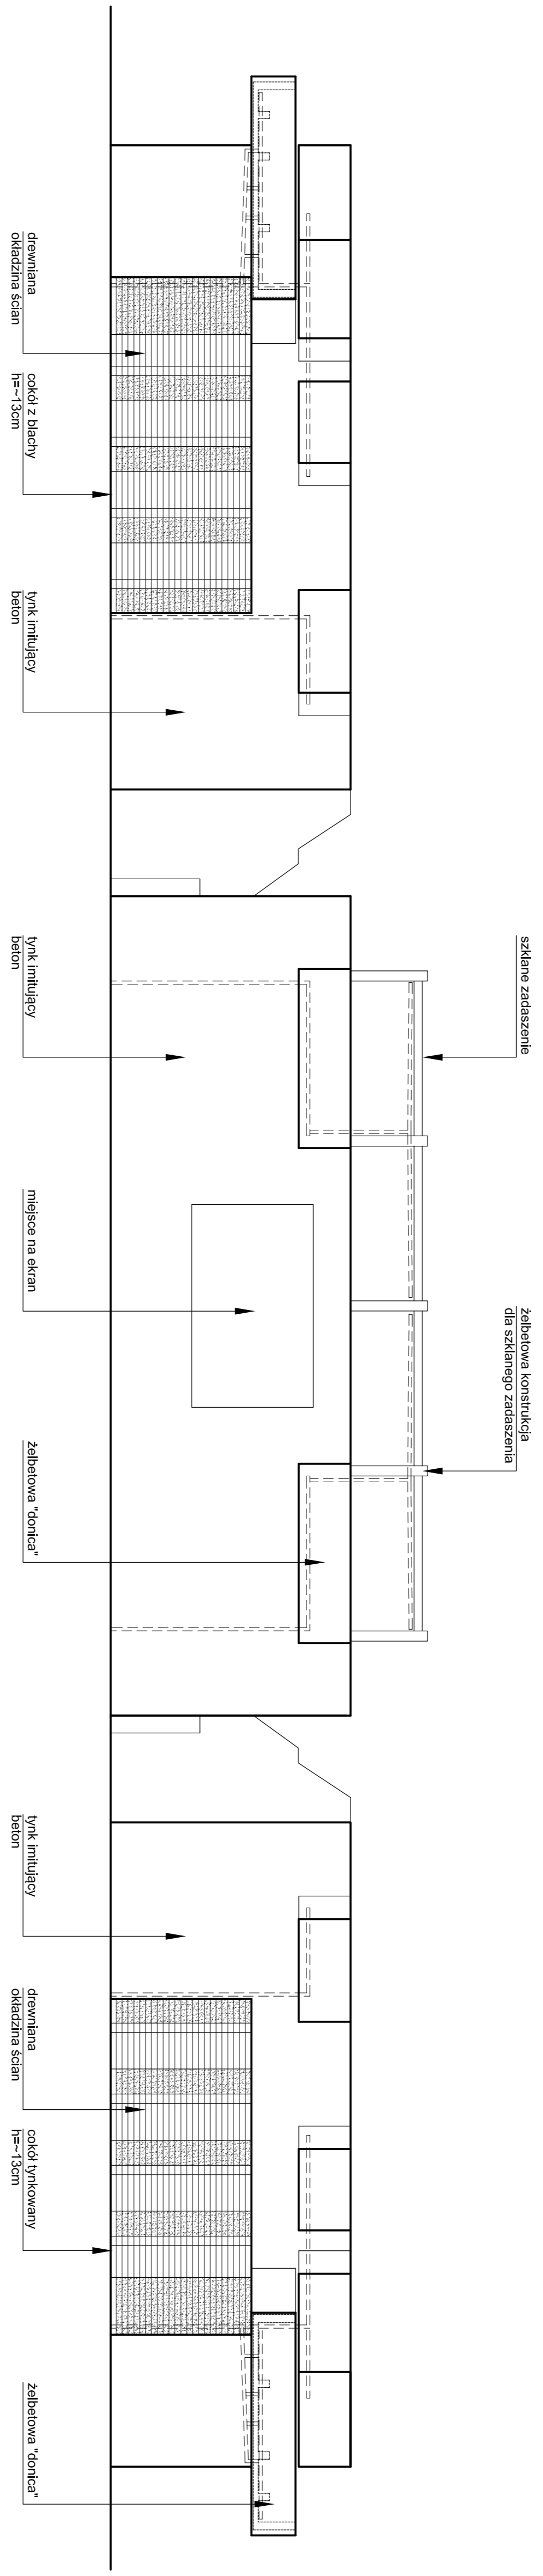 szklane zadaszenie
żelbetowa konstrukcja
dla szklanego zadaszenia
drewniana
okładzina ścian
cokół z blachy
h=~13cm
tynk imitujący
beton
tynk imitujący
beton
miejsce na ekran
żelbetowa "donica"
tynk imitujący
beton
drewniana
okładzina ścian
cokół tynkowany
h=~13cm
żelbetowa "donica"